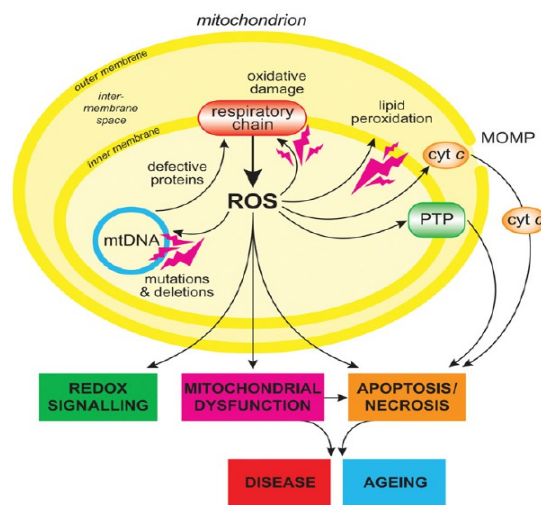 mitochondrion
outer membrane
inter-
membrane
space
inner membrane
oxidative
damage
respiratory
chain
lipid
peroxidation
MOMP
cyt c
defective
proteins
ROS
cyt c
mtDNA
PTP
mutations
& deletions
REDOX
SIGNALLING
MITOCHONDRIAL
DYSFUNCTION
APOPTOSIS/
NECROSIS
DISEASE
AGEING